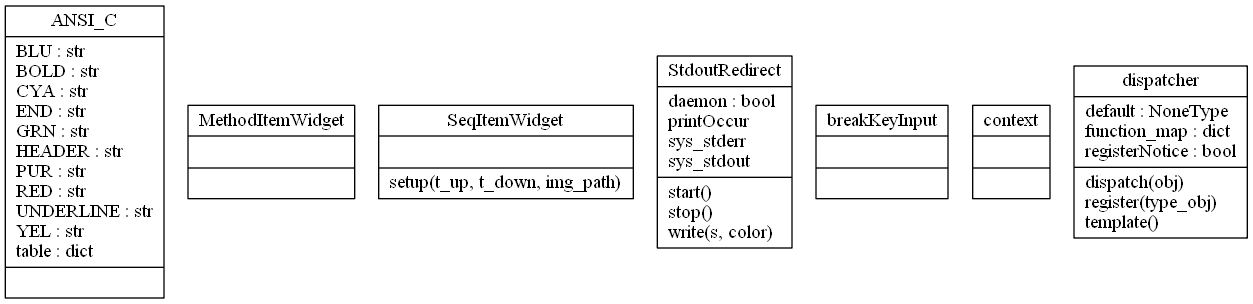 ANSI_C
BLU : str
BOLD : str
CYA : str
END : str
GRN : str
HEADER : str
PUR : str
RED : str
UNDERLINE : str
YEL : str
table : dict
MethodItemWidget
SeqItemWidget
setup(t_up, t_down, img_path)
StdoutRedirect
daemon : bool
printOccur
sys_stderr
sys_stdout
start()
stop()
write(s, color)
breakKeyInput
context
dispatcher
default : NoneType
function_map : dict
registerNotice : bool
dispatch(obj)
register(type_obj)
template()